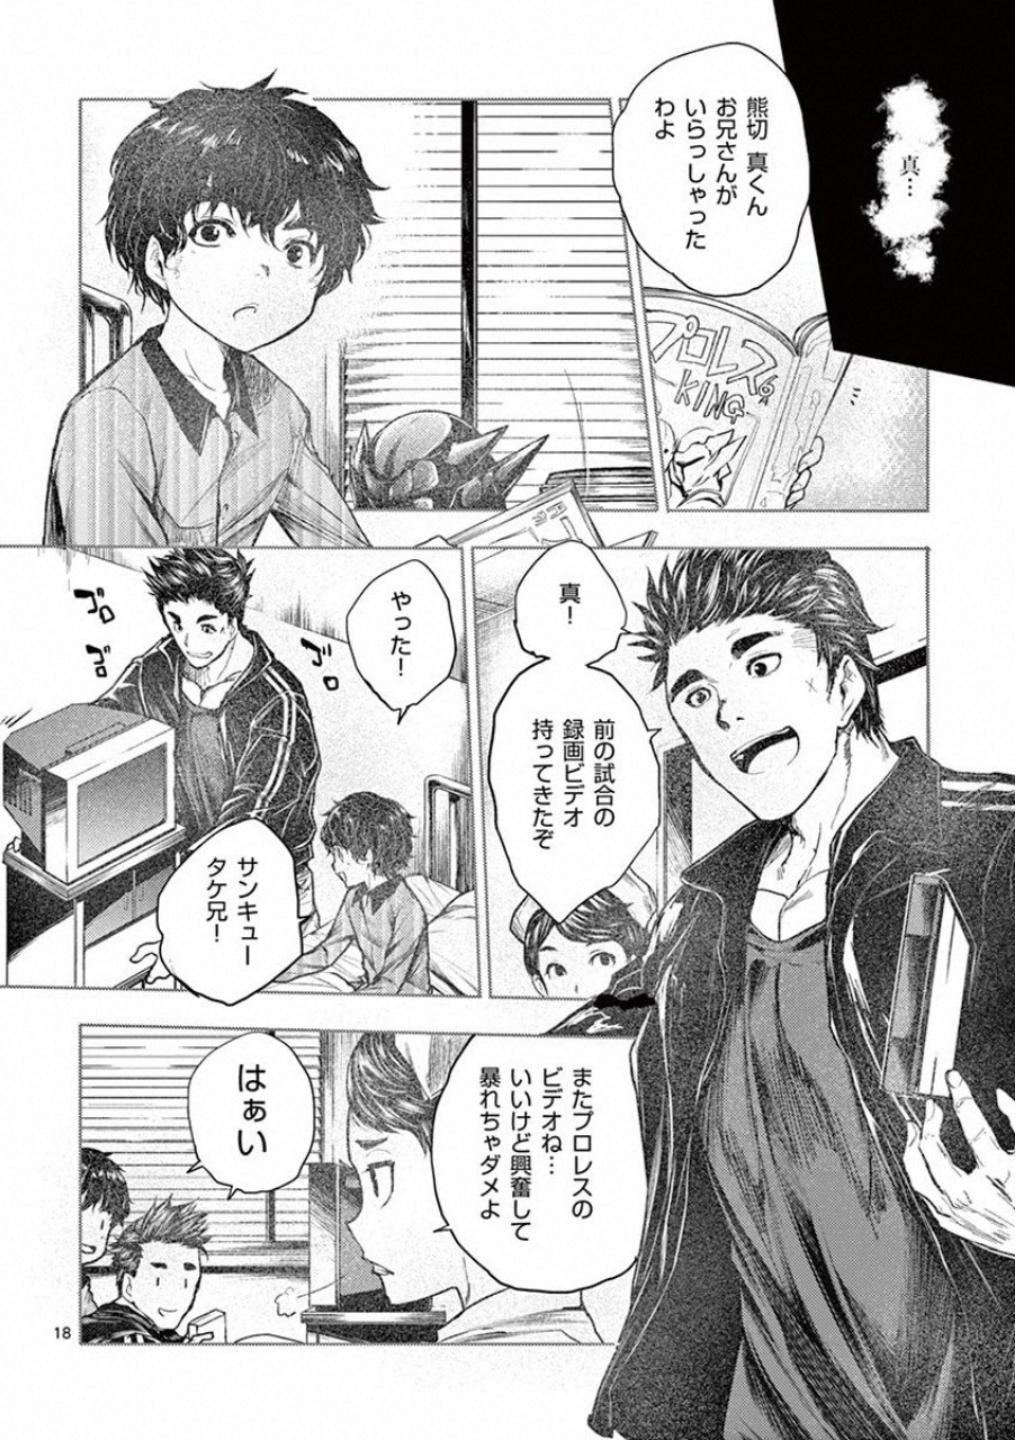 真…
熊切 真くん
お兄さんが
いらっしゃった
わよ
プロレス
KING
真！
前の試合の
録画ビデオ
持ってきたぞ
やった！
ゴロ
ゴロ
ゴロ
サンキュー
タケ兄！
またプロレスの
ビデオね…
いいけど興奮して
暴れちゃダメよ
はぁい
18